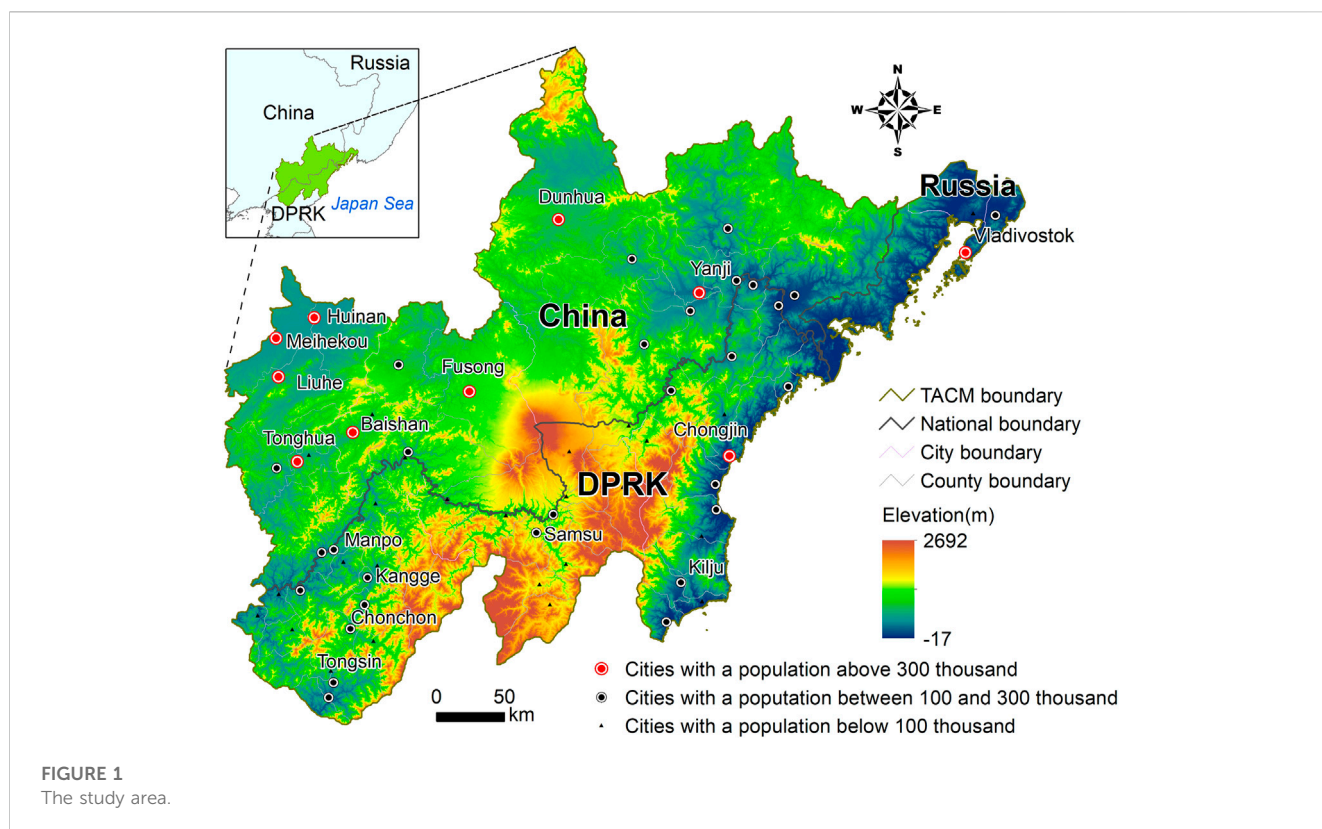 Russia
China
Japan Sea
DPRK
N
W
E
S
Russia
Dunhua
Vladivostok
Yanji
China
Huinan
Meihekou
Fusong
Liuhe
Baishan
Chongjin
Tonghua
DPRK
Samsu
Manpo
Kilju
Kangge
Chonchon
Tongsin
TACM boundary
National boundary
City boundary
County boundary
Elevation(m)
2692
-17
0 50
km
Cities with a population above 300 thousand
Cities with a population between 100 and 300 thousand
Cities with a population below 100 thousand
FIGURE 1
The study area.